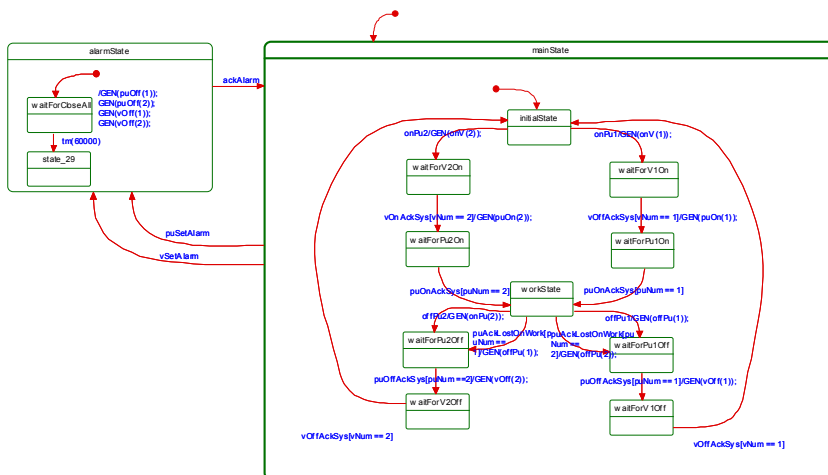 alarmState
mainState
ackAlarm
/GEN(puOff(1));
GEN(puOff(2));
GEN(vOff(1));
GEN(vOff(2));
waitForCloseAll
tm(60000)
state_29
puSetAlarm
vSetAlarm
initialState
onPu2/GEN(onV(2));
onPu1/GEN(onV(1));
waitForV2On
waitForV1On
vOnAckSys[vNum == 2]/GEN(puOn(2));
vOffAckSys[vNum == 1]/GEN(puOn(1));
waitForPu2On
waitForPu1On
puOnAckSys[puNum == 2]
puOnAckSys[puNum == 1]
workState
offPu2/GEN(onPu(2));
offPu1/GEN(offPu(1));
puAckLostOnWork[p
uNum ==
1]/GEN(offPu(1));
puAckLostOnWork[pu
Num ==
2]/GEN(offPu(2));
waitForPu2Off
waitForPu1Off
puOffAckSys[puNum ==2]/GEN(vOff(2));
puOffAckSys[puNum == 1]/GEN(vOff(1));
waitForV2Off
waitForV1Off
vOffAckSys[vNum == 2]
vOffAckSys[vNum == 1]